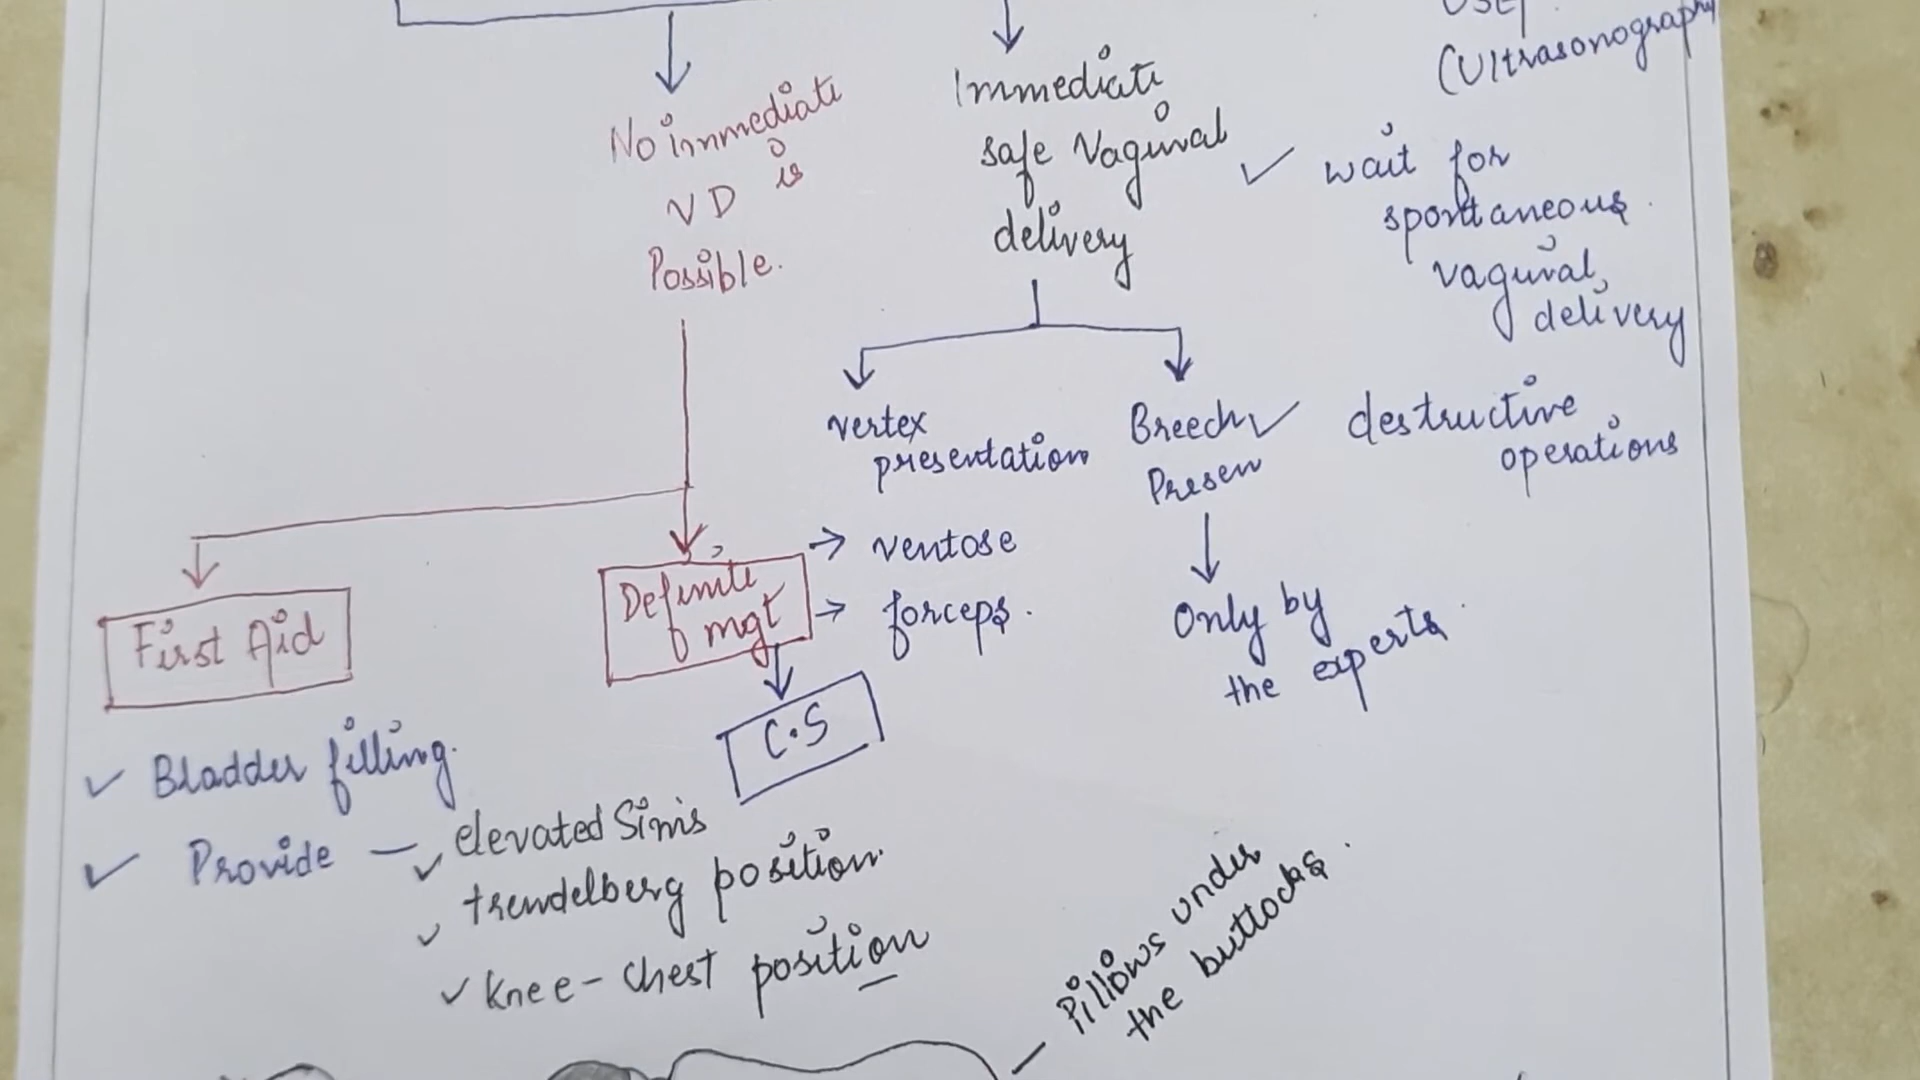 (Ultrasonography
No immediate
VD is
Possible.
Immediate
safe Vaginal
delivery
✓ wait for
spontaneous
vaginal
delivery
vertex
presentation
Breech
Presen
✓ destructive
operations
→ ventose
→ forceps.
Only by
the experts.
First Aid
Definite
mgt
C.S
✓ Bladder filling.
✓ Provide –
✓ elevated Sims
✓ trendelberg position.
✓ knee-chest position
Pillows under
the buttocks.